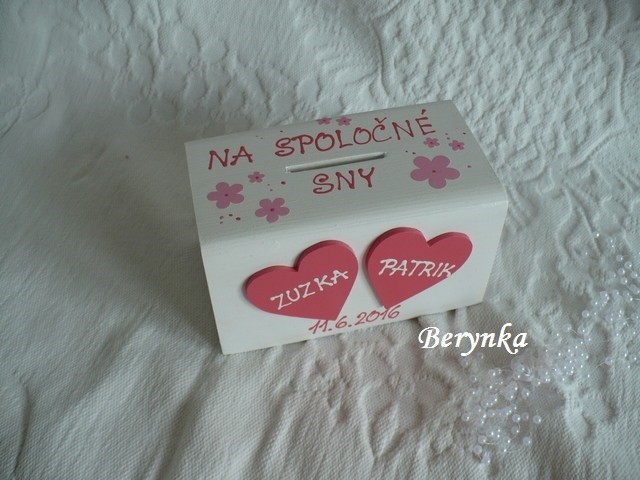 NA SPOLOČNÉ
SNY
ZUZKA
PATRIK
11.6.2016
Berynka